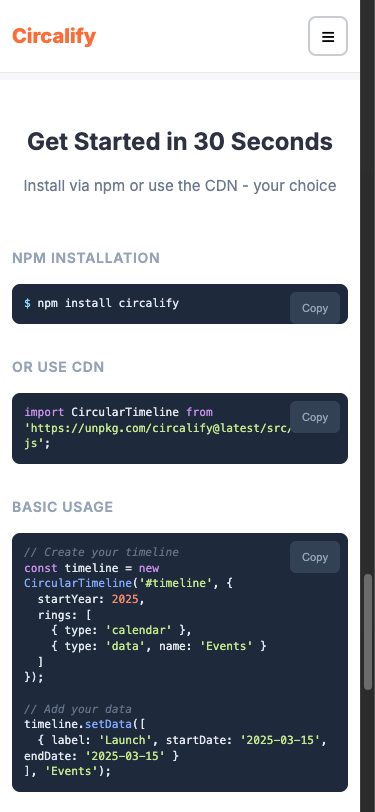 Circalify
Get Started in 30 Seconds
Install via npm or use the CDN - your choice
NPM INSTALLATION
$ npm install circalify
Copy
OR USE CDN
import CircularTimeline from
'https://unpkg.com/circalify@latest/src/
js';
Copy
BASIC USAGE
Copy
// Create your timeline
const timeline = new
CircularTimeline('#timeline', {
  startYear: 2025,
  rings: [
    { type: 'calendar' },
    { type: 'data', name: 'Events' }
  ]
});
// Add your data
timeline.setData([
  { label: 'Launch', startDate: '2025-03-15',
endDate: '2025-03-15' }
], 'Events');